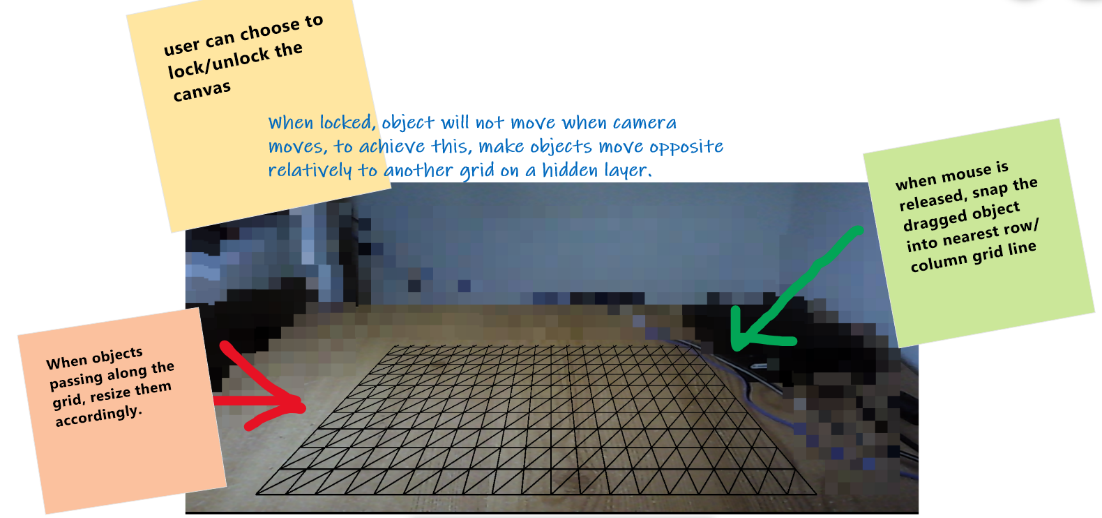 user can choose to
lock/unlock the
canvas
When locked, object will not move when camera
moves, to achieve this, make objects move opposite
relatively to another grid on a hidden layer.
when mouse is
released, snap the
dragged object
into nearest row/
column grid line
When objects
passing along the
grid, resize them
accordingly.